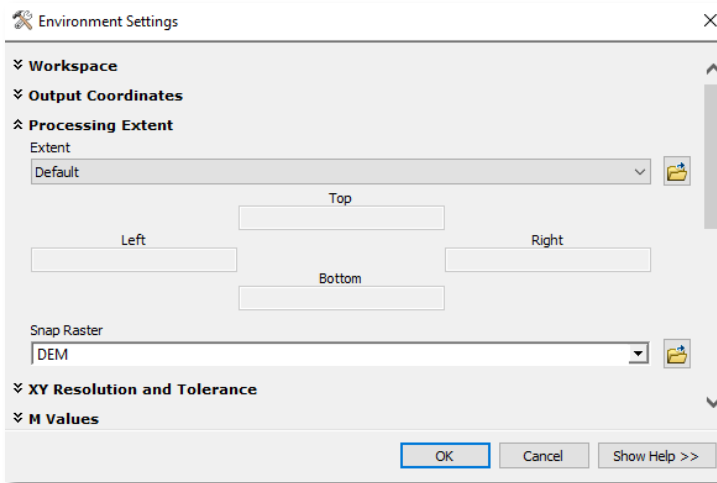 Environment Settings
Workspace
Output Coordinates
Processing Extent
Extent
Default
Top
Left Right
Bottom
Snap Raster
DEM
XY Resolution and Tolerance
M Values
OK Cancel Show Help >>